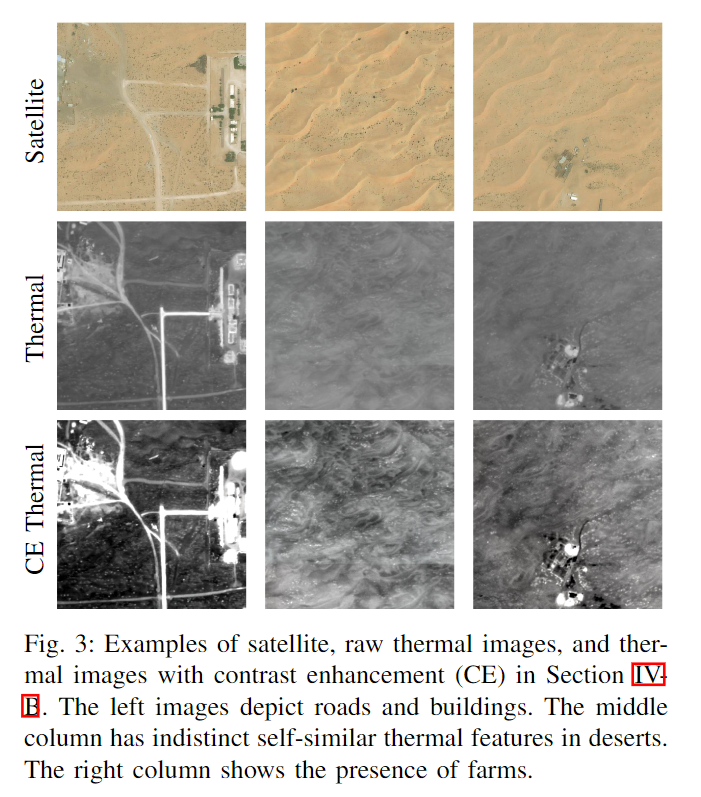 Satellite
Thermal
CE Thermal
Fig. 3: Examples of satellite, raw thermal images, and ther-
mal images with contrast enhancement (CE) in Section IV-
B. The left images depict roads and buildings. The middle
column has indistinct self-similar thermal features in deserts.
The right column shows the presence of farms.